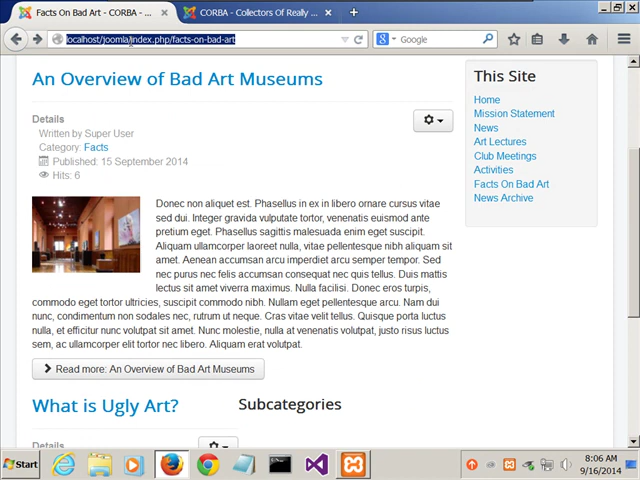 Facts On Bad Art - CORBA - ...
CORBA - Collectors Of Really ...
localhost/joomla/index.php/facts-on-bad-art
Google
An Overview of Bad Art Museums
Details
Written by Super User
Category: Facts
Published: 15 September 2014
Hits: 6
Donec non aliquet est. Phasellus in ex in libero ornare cursus vitae
sed dui. Integer gravida vulputate tortor, venenatis euismod ante
pretium eget. Phasellus sagittis malesuada enim eget suscipit.
Aliquam ullamcorper laoreet nulla, vitae pellentesque nibh aliquam sit
amet. Aenean accumsan arcu imperdiet arcu semper tempor. Sed
nec purus nec felis accumsan consequat nec quis tellus. Duis mattis
lectus sit amet viverra maximus. Nulla facilisi. Donec eros turpis,
commodo eget tortor ultricies, suscipit commodo nibh. Nullam eget pellentesque arcu. Nam dui
nunc, condimentum non sodales nec, rutrum ut neque. Cras vitae velit tellus. Quisque porta luctus
nulla, et efficitur nunc volutpat sit amet. Nunc molestie, nulla at venenatis volutpat, justo risus luctus
sem, ac ullamcorper elit tortor nec libero. Aliquam erat volutpat.
Read more: An Overview of Bad Art Museums
What is Ugly Art?
Subcategories
Details
This Site
Home
Mission Statement
News
Art Lectures
Club Meetings
Activities
Facts On Bad Art
News Archive
Start
8:06 AM
9/16/2014